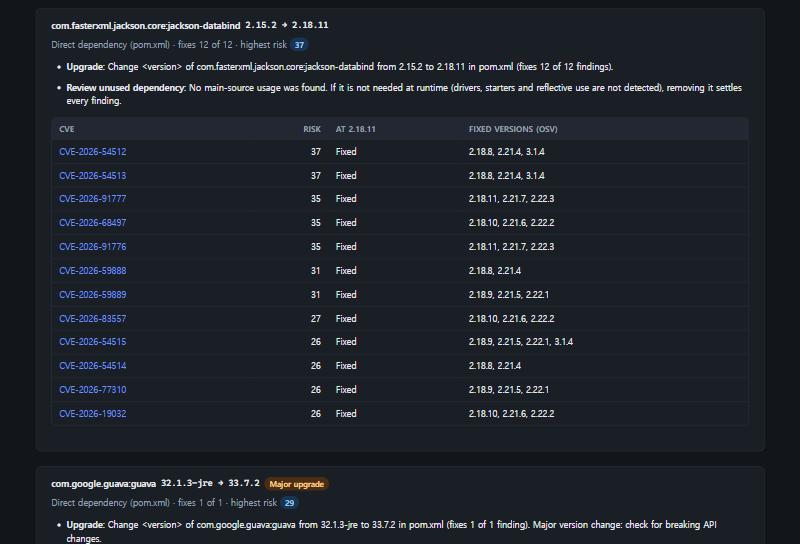 com.fasterxml.jackson.core:jackson-databind 2.15.2 → 2.18.11
Direct dependency (pom.xml) · fixes 12 of 12 · highest risk 37
• Upgrade: Change <version> of com.fasterxml.jackson.core:jackson-databind from 2.15.2 to 2.18.11 in pom.xml (fixes 12 of 12 findings).
• Review unused dependency: No main-source usage was found. If it is not needed at runtime (drivers, starters and reflective use are not detected), removing it settles
every finding.
CVE RISK AT 2.18.11 FIXED VERSIONS (OSV)
CVE-2026-54512 37 Fixed 2.18.8, 2.21.4, 3.1.4
CVE-2026-54513 37 Fixed 2.18.8, 2.21.4, 3.1.4
CVE-2026-91777 35 Fixed 2.18.11, 2.21.7, 2.22.3
CVE-2026-68497 35 Fixed 2.18.10, 2.21.6, 2.22.2
CVE-2026-91776 35 Fixed 2.18.11, 2.21.7, 2.22.3
CVE-2026-59888 31 Fixed 2.18.8, 2.21.4
CVE-2026-59889 31 Fixed 2.18.9, 2.21.5, 2.22.1
CVE-2026-83557 27 Fixed 2.18.10, 2.21.6, 2.22.2
CVE-2026-54515 26 Fixed 2.18.9, 2.21.5, 2.22.1, 3.1.4
CVE-2026-54514 26 Fixed 2.18.8, 2.21.4
CVE-2026-77310 26 Fixed 2.18.9, 2.21.5, 2.22.1
CVE-2026-19032 26 Fixed 2.18.10, 2.21.6, 2.22.2
com.google.guava:guava 32.1.3-jre → 33.7.2 Major upgrade
Direct dependency (pom.xml) · fixes 1 of 1 · highest risk 29
• Upgrade: Change <version> of com.google.guava:guava from 32.1.3-jre to 33.7.2 in pom.xml (fixes 1 of 1 finding). Major version change: check for breaking API
changes.